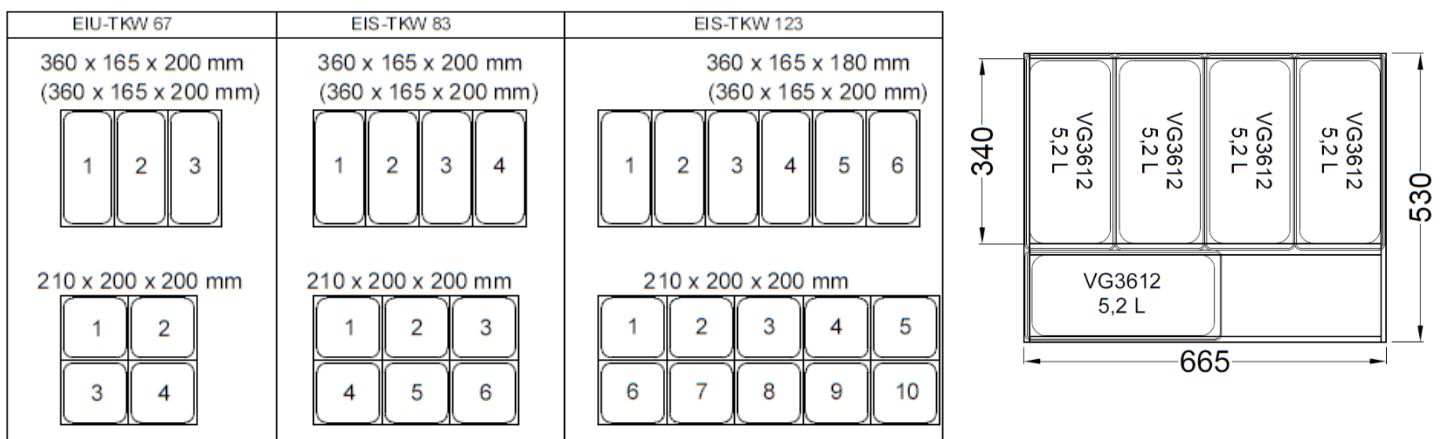 EIU-TKW 67
360 x 165 x 200 mm
(360 x 165 x 200 mm)
1 2 3
210 x 200 x 200 mm
1 2
3 4
EIS-TKW 83
360 x 165 x 200 mm
(360 x 165 x 200 mm)
1 2 3 4
210 x 200 x 200 mm
1 2 3
4 5 6
EIS-TKW 123
360 x 165 x 180 mm
(360 x 165 x 200 mm)
1 2 3 4 5 6
210 x 200 x 200 mm
1 2 3 4 5
6 7 8 9 10
340
VG3612
5,2 L
VG3612
5,2 L
VG3612
5,2 L
VG3612
5,2 L
530
VG3612
5,2 L
665